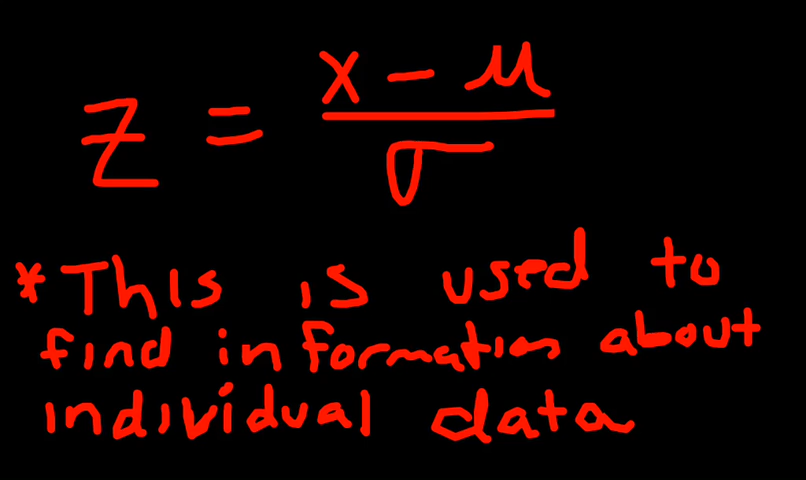 z = x - μ / σ
* This is used to
find information about
individual data